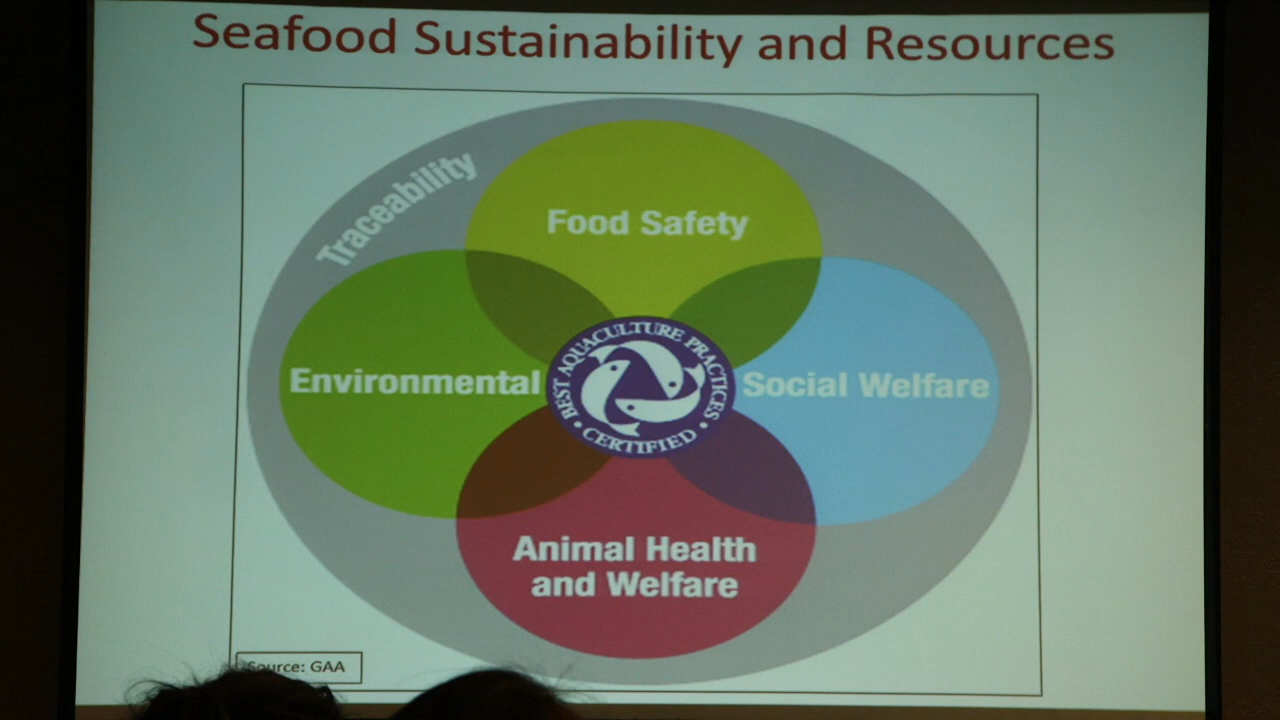 Seafood Sustainability and Resources
Traceability
Food Safety
Environmental
BEST AQUACULTURE PRACTICES
• CERTIFIED •
Social Welfare
Animal Health
and Welfare
Source: GAA